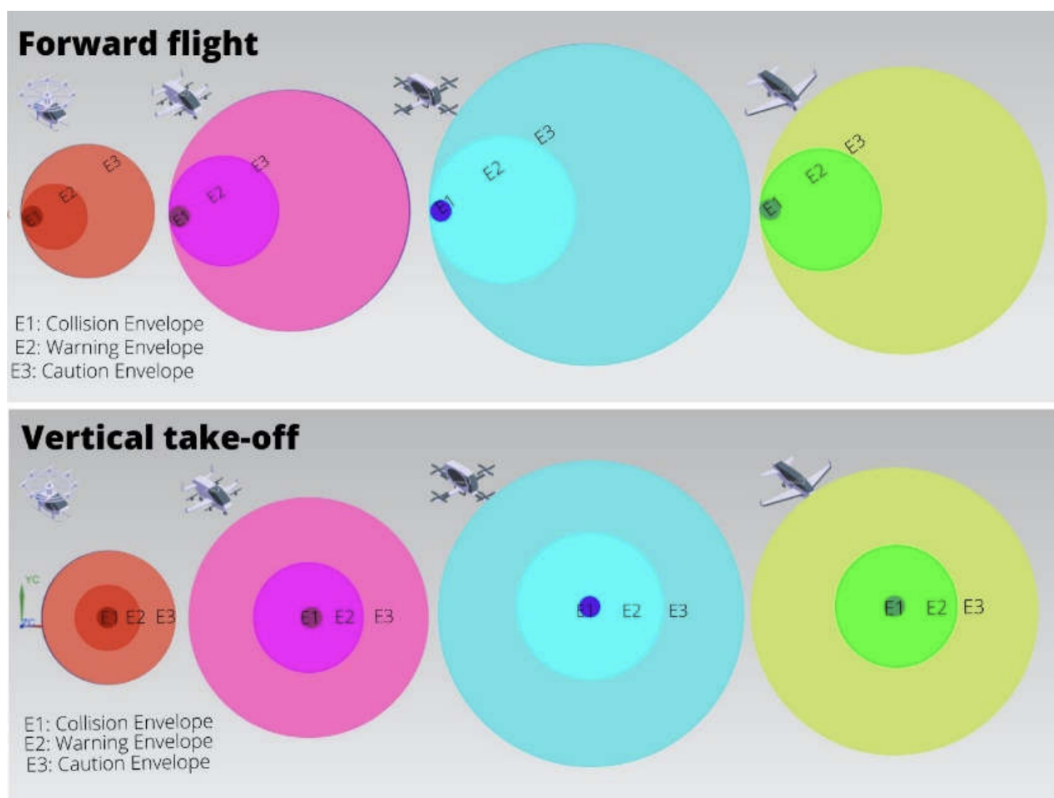 Forward flight
E1 E2 E3
E1 E2 E3
E1 E2 E3
E1 E2 E3
E1: Collision Envelope
E2: Warning Envelope
E3: Caution Envelope
Vertical take-off
YC
ZC
E1 E2 E3
E1 E2 E3
E1 E2 E3
E1 E2 E3
E1: Collision Envelope
E2: Warning Envelope
E3: Caution Envelope